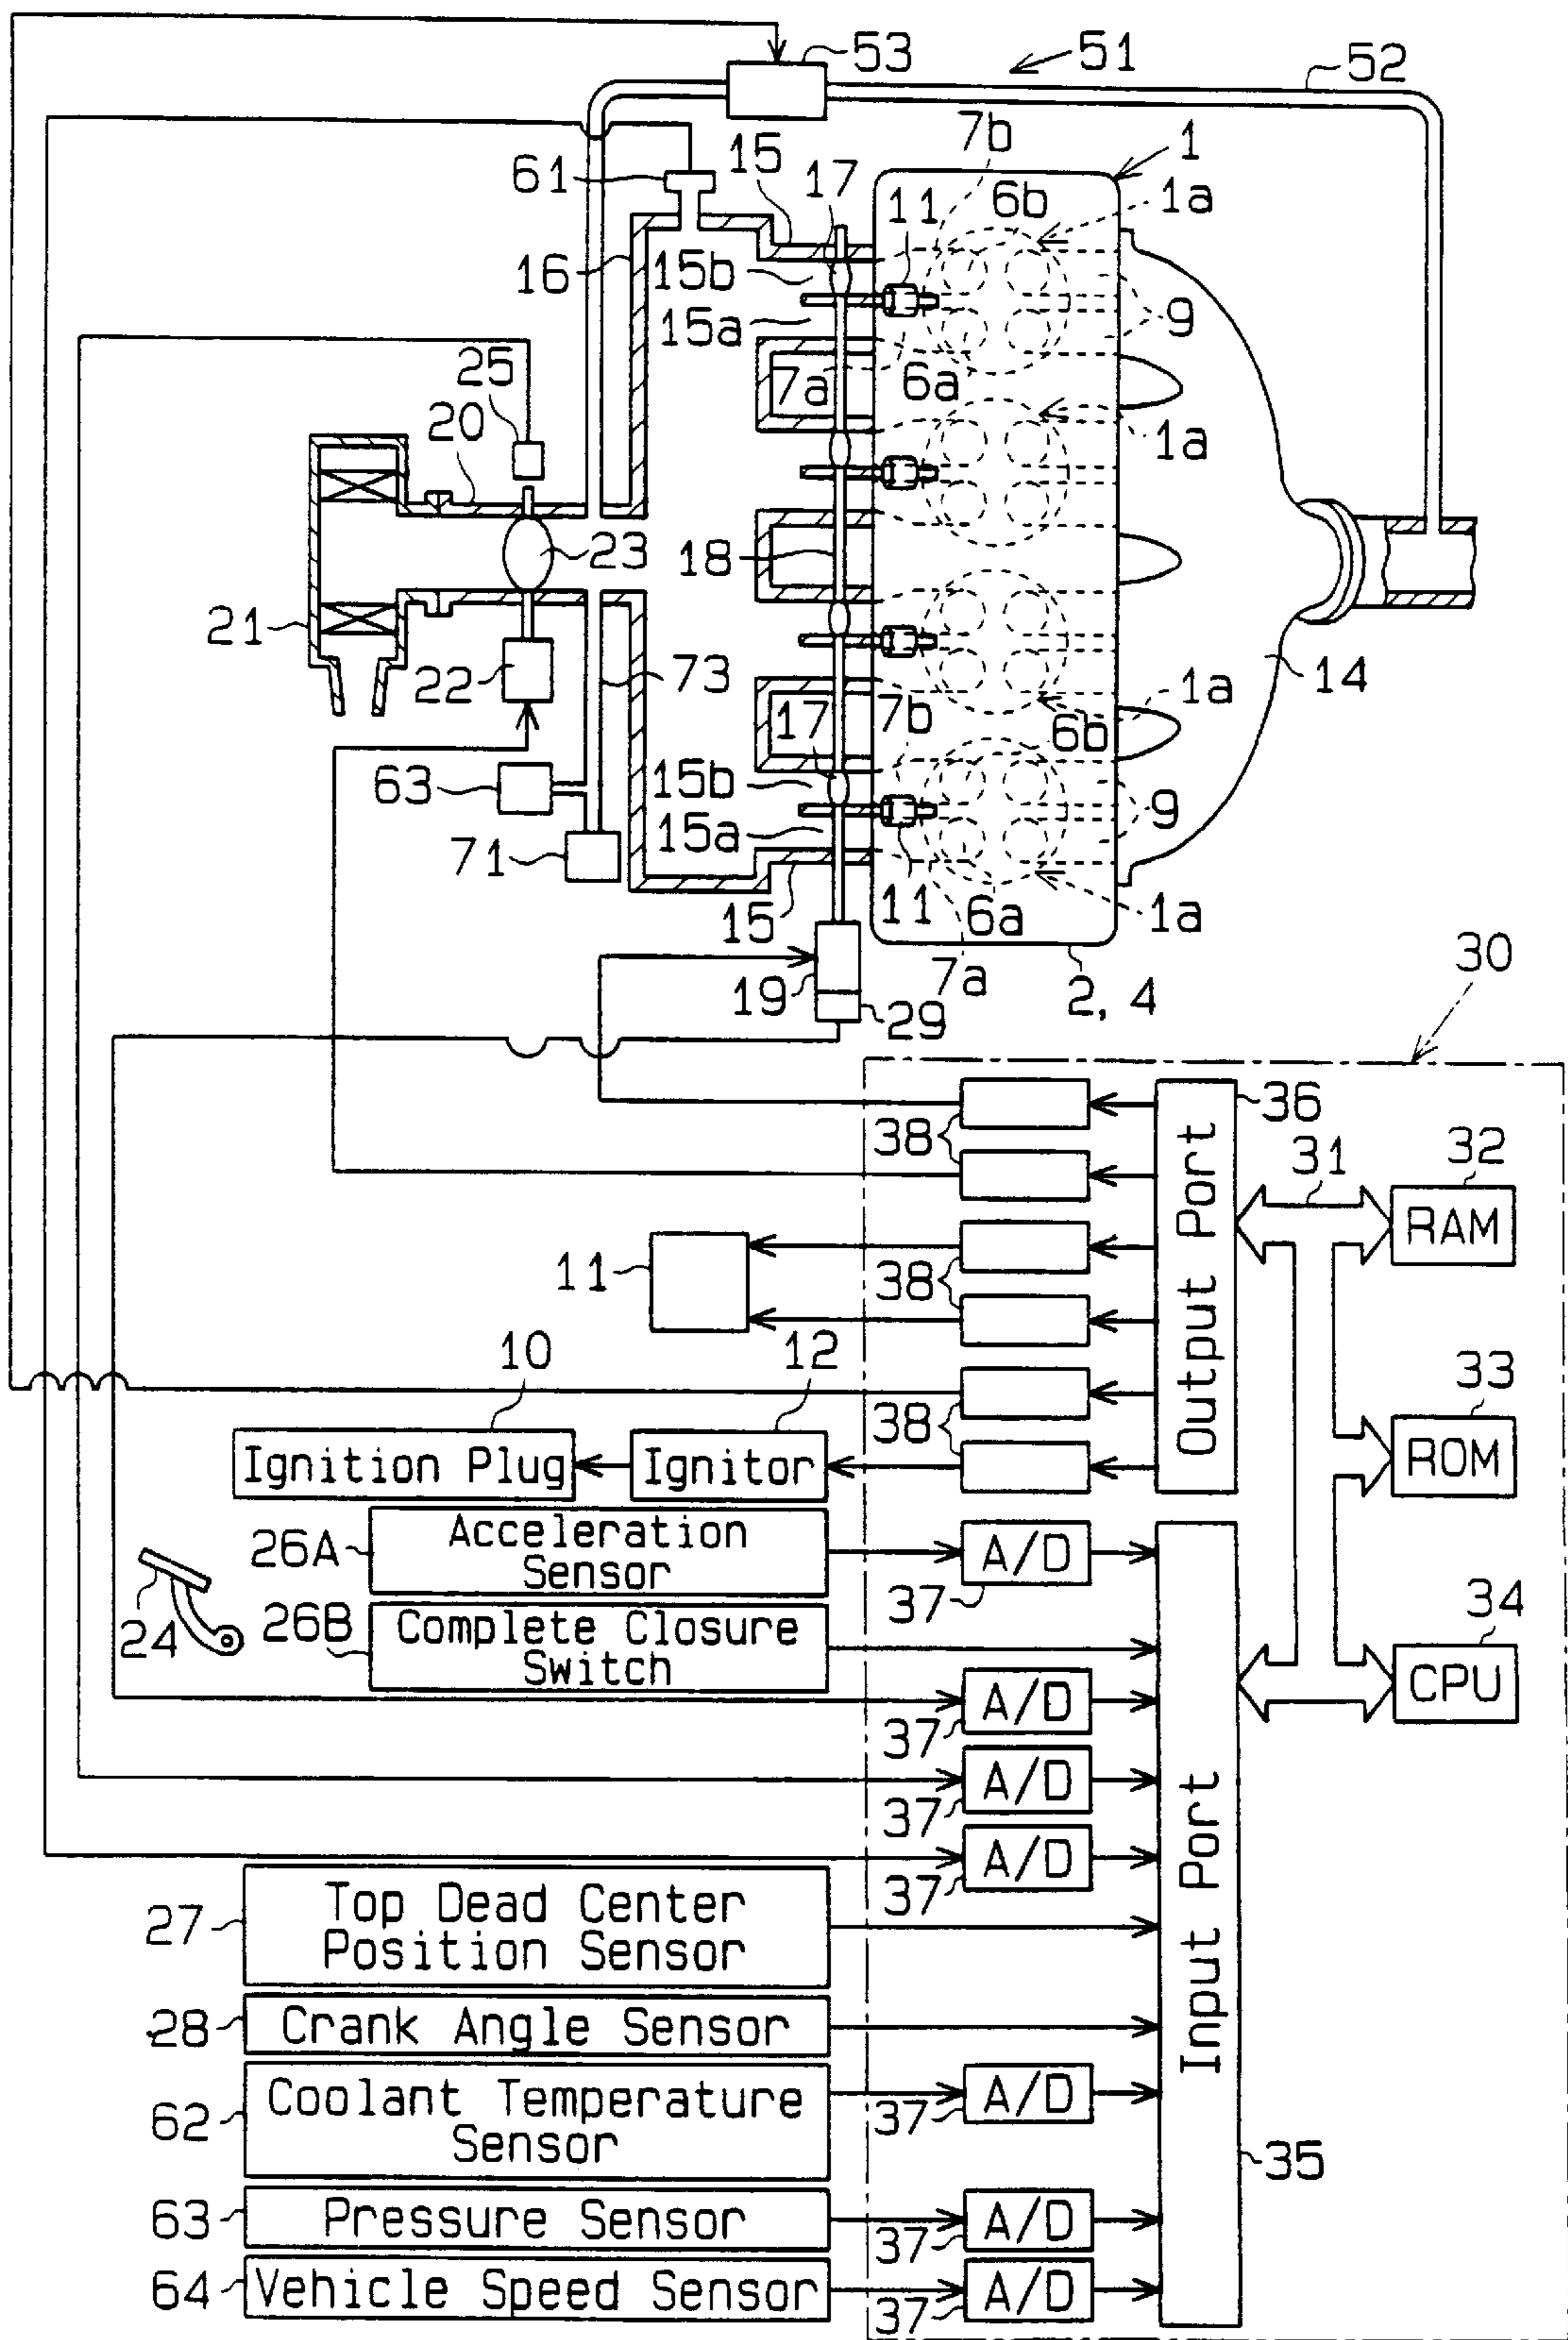 53
51
52
7b
1
61
15
17
11
6b
1a
16
15b
9
15a
25
7a
6a
20
1a
18
23
21
22
73
14
1a
7b
17
6b
63
15b
9
15a
71
11
6a
1a
15
7a
2, 4
30
19
29
36
38
31
32
RAM
Output Port
11
38
10
12
33
38
ROM
Ignition Plug
Ignitor
26A
Acceleration
Sensor
A/D
37
24
26B
Complete Closure
Switch
34
CPU
A/D
37
A/D
37
A/D
37
Input Port
27
Top Dead Center
Position Sensor
28
Crank Angle Sensor
62
Coolant Temperature
Sensor
A/D
37
35
63
Pressure Sensor
A/D
37
64
Vehicle Speed Sensor
A/D
37